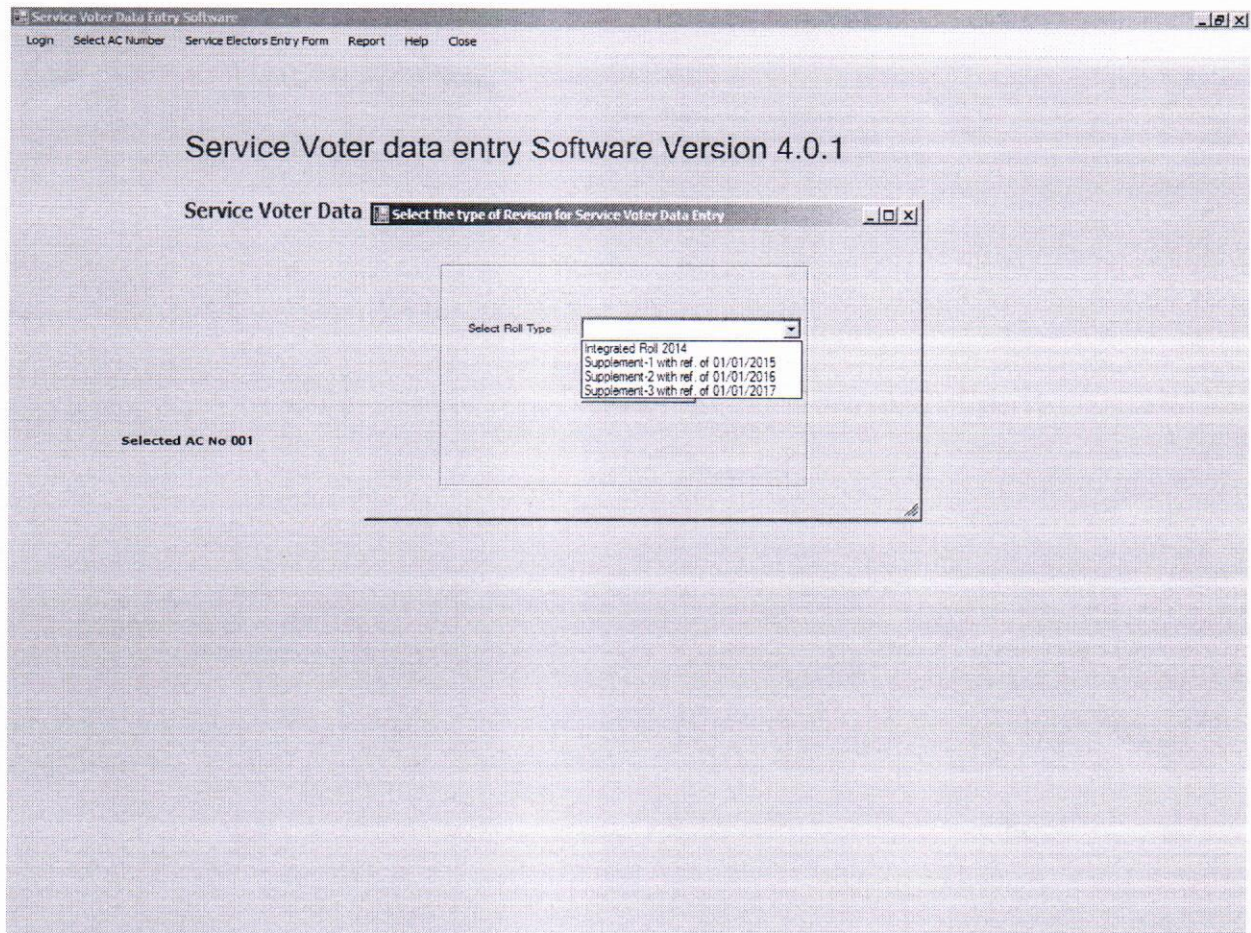 Service Voter Data Entry Software
Login Select AC Number Service Electors Entry Form Report Help Close
Service Voter data entry Software Version 4.0.1
Service Voter Data
Select the type of Revison for Service Voter Data Entry
Select Roll Type
Integrated Roll 2014
Supplement-1 with ref. of 01/01/2015
Supplement-2 with ref. of 01/01/2016
Supplement-3 with ref. of 01/01/2017
Selected AC No 001